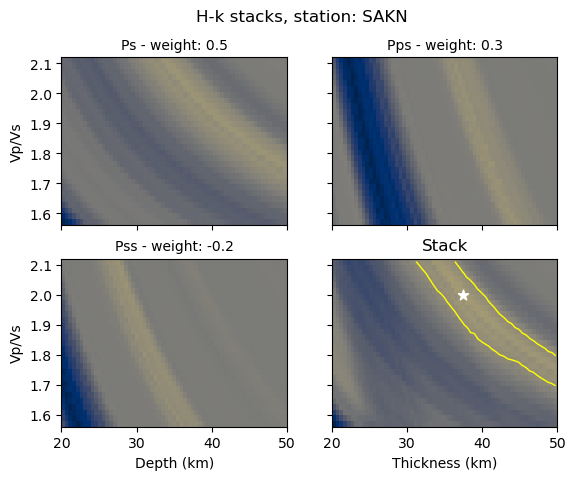 H-k stacks, station: SAKN
Ps - weight: 0.5
Pps - weight: 0.3
2.1
2.0
1.9
1.8
1.7
1.6
Vp/Vs
Pss - weight: -0.2
Stack
2.1
2.0
1.9
1.8
1.7
1.6
Vp/Vs
20 30 40 50
20 30 40 50
Depth (km)
Thickness (km)